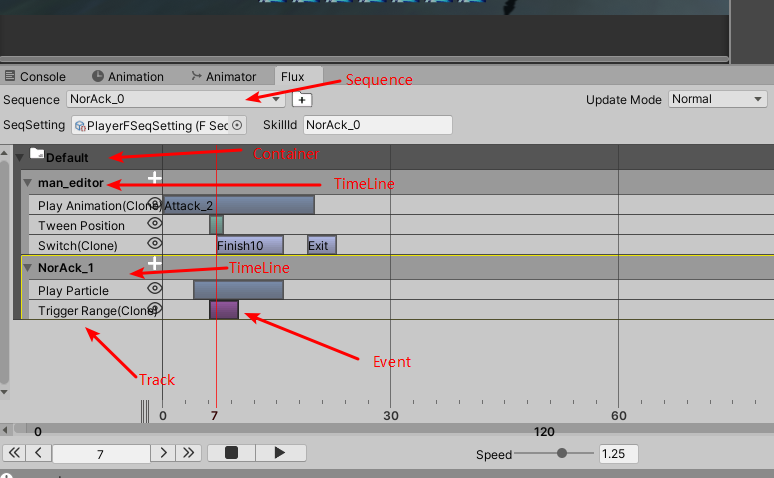 Console Animation Animator Flux
Sequence
Sequence NorAck_0 Update Mode Normal
SeqSetting PlayerFSeqSetting (F Sec SkillId NorAck_0
Default Container
man_editor TimeLine
Play Animation(Clone) Attack_2
Tween Position
Switch(Clone) Finish10 Exit
NorAck_1 TimeLine
Play Particle
Trigger Range(Clone)
Event
Track
0 7 30 60
0 120
7 Speed 1.25